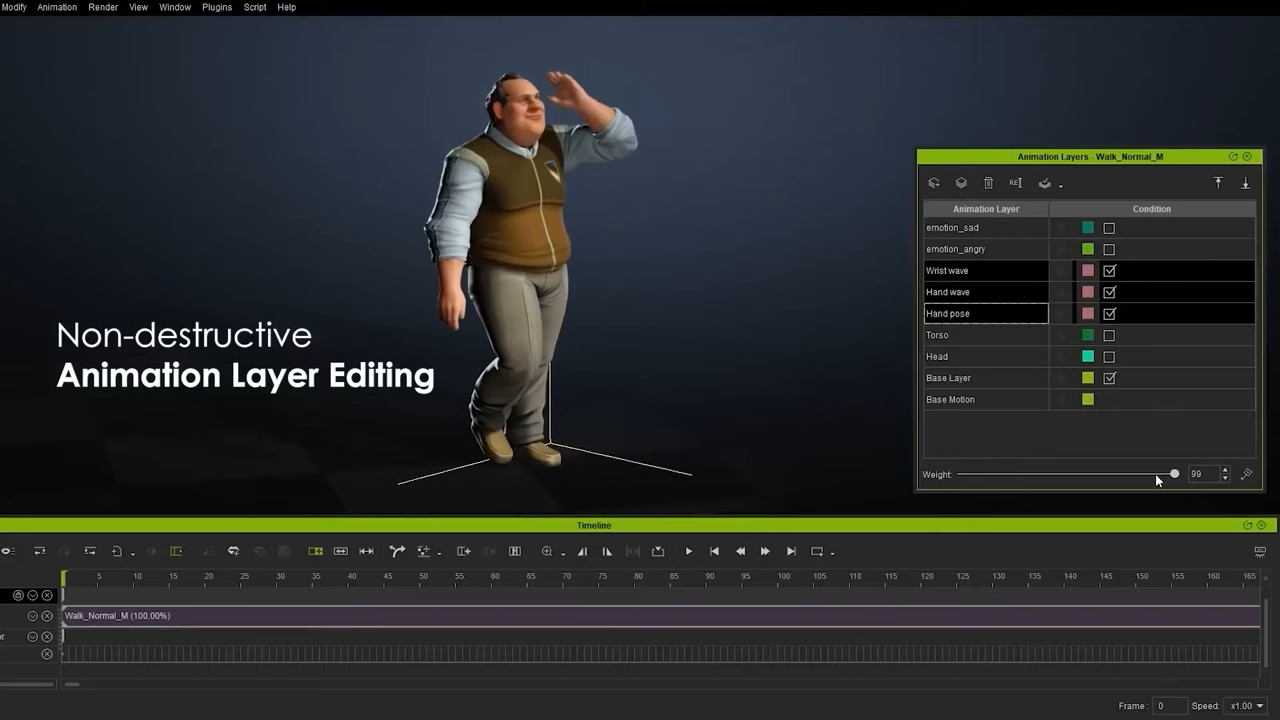 Modify Animation Render View Window Plugins Script Help
Non-destructive
Animation Layer Editing
Animation Layers - Walk_Normal_M
Animation Layer Condition
emotion_sad
emotion_angry
Wrist wave
Hand wave
Hand pose
Torso
Head
Base Layer
Base Motion
Weight: 99
Timeline
5 10 15 20 25 30 35 40 45 50 55 60 65 70 75 80 85 90 95 100 105 110 115 120 125 130 135 140 145 150 155 160 165
Walk_Normal_M (100.00%)
Frame : 0 Speed: x1.00